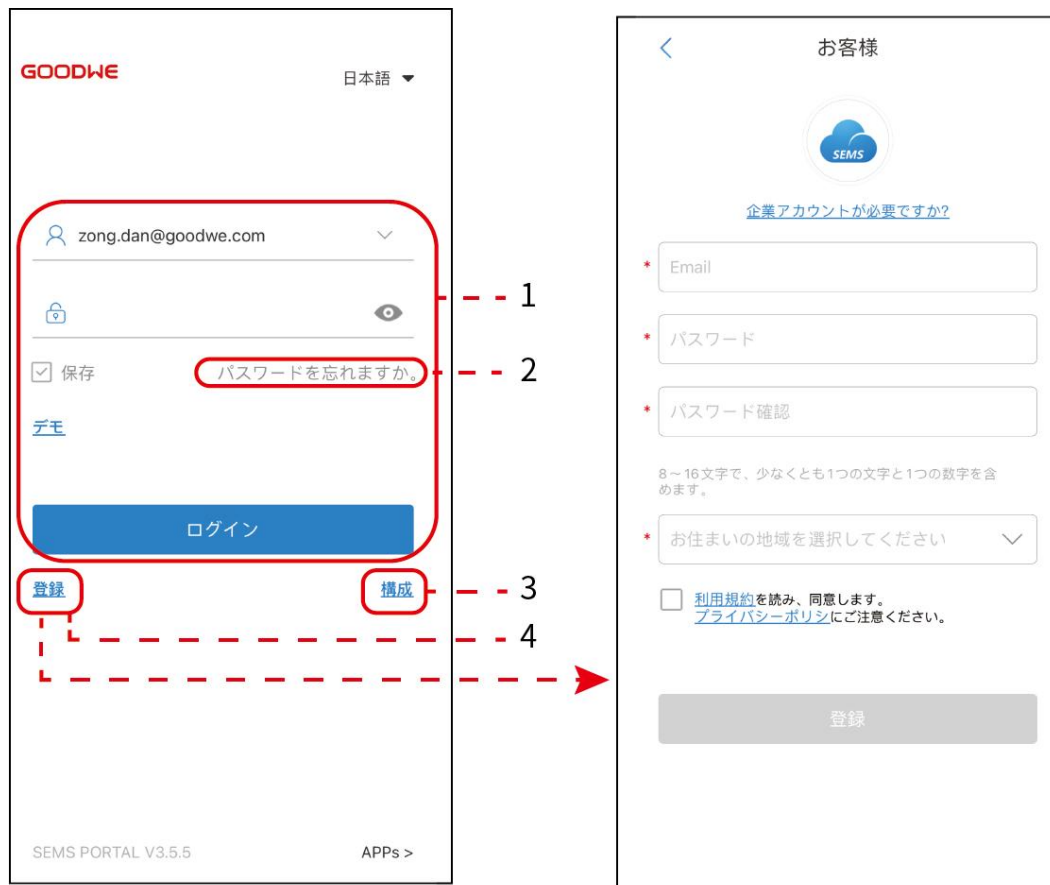 GOODWE
日本語
zong.dan@goodwe.com
1
保存
パスワードを忘れますか。
2
デモ
ログイン
登録
構成
3
4
SEMS PORTAL V3.5.5
APPs >
お客様
SEMS
企業アカウントが必要ですか?
* Email
* パスワード
* パスワード確認
8～16文字で、少なくとも1つの文字と1つの数字を含
めます。
* お住まいの地域を選択してください
利用規約を読み、同意します。
プライバシーポリシにご注意ください。
登録